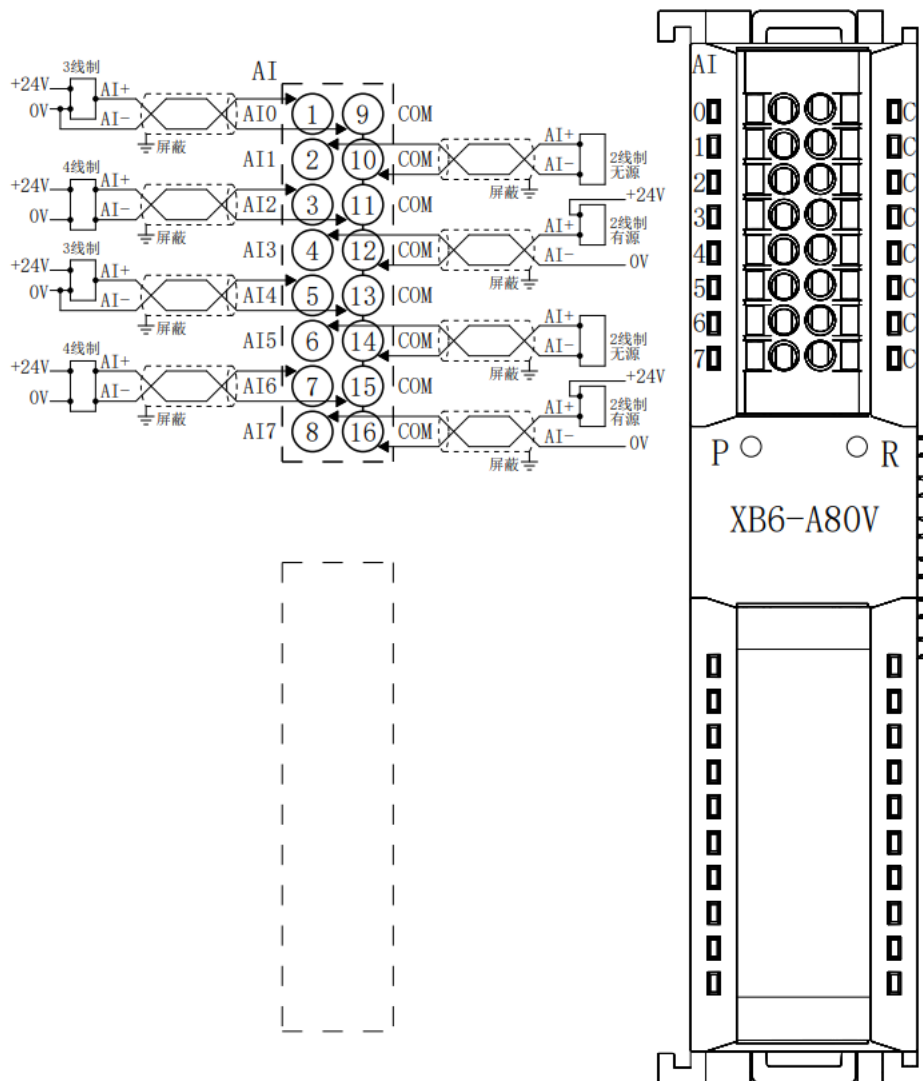 AI
3线制
+24V
0V
AI+
AI-
屏蔽
AI0
1
9
COM
AI1
2
10
COM
AI+
AI-
2线制
无源
屏蔽
4线制
+24V
0V
AI+
AI-
屏蔽
AI2
3
11
COM
AI3
4
12
COM
AI+
AI-
+24V
2线制
有源
0V
屏蔽
3线制
+24V
0V
AI+
AI-
屏蔽
AI4
5
13
COM
AI5
6
14
COM
AI+
AI-
2线制
无源
屏蔽
4线制
+24V
0V
AI+
AI-
屏蔽
AI6
7
15
COM
AI7
8
16
COM
AI+
AI-
+24V
2线制
有源
0V
屏蔽
AI
0 C
1 C
2 C
3 C
4 C
5 C
6 C
7 C
P R
XB6-A80V